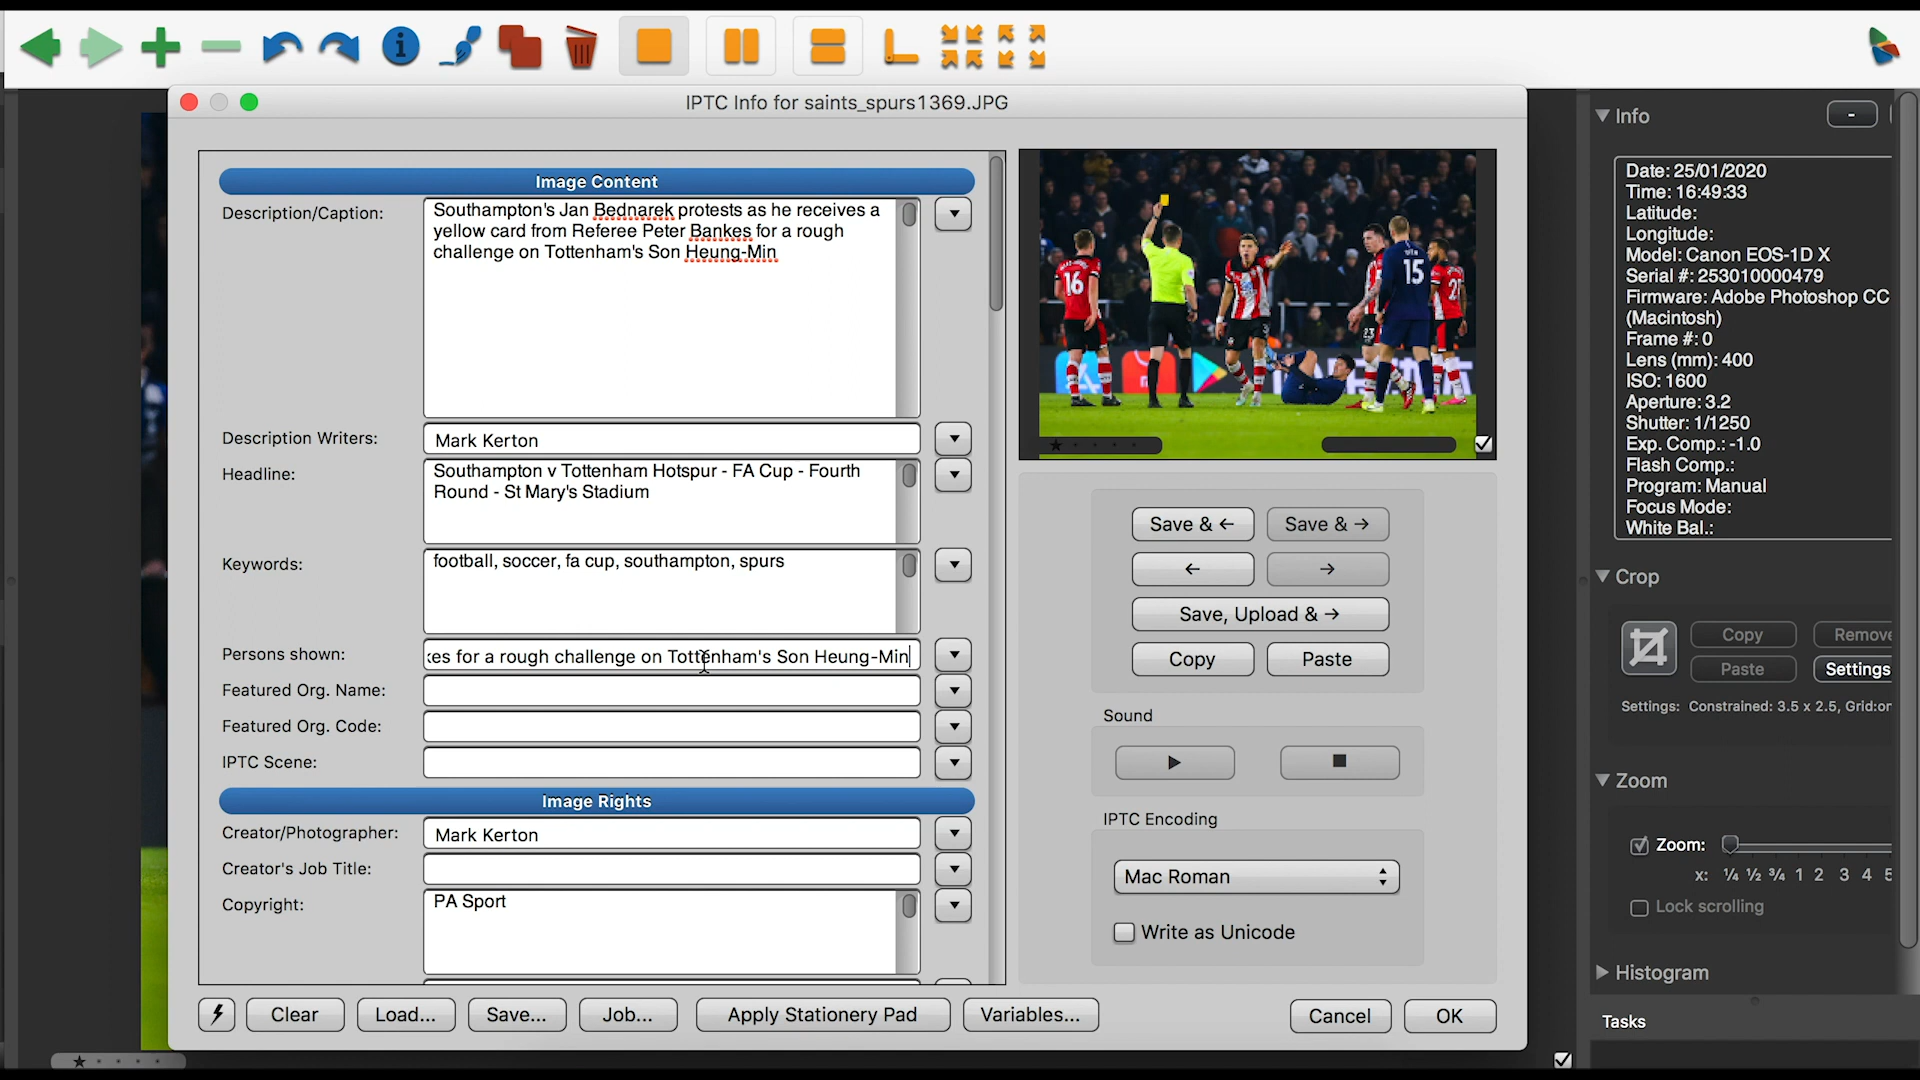 IPTC Info for saints_spurs1369.JPG
Image Content
Description/Caption:
Southampton's Jan Bednarek protests as he receives a
yellow card from Referee Peter Bankes for a rough
challenge on Tottenham's Son Heung-Min
Description Writers:
Mark Kerton
Headline:
Southampton v Tottenham Hotspur - FA Cup - Fourth
Round - St Mary's Stadium
Keywords:
football, soccer, fa cup, southampton, spurs
Persons shown:
for a rough challenge on Tottenham's Son Heung-Min
Featured Org. Name:
Featured Org. Code:
IPTC Scene:
Image Rights
Creator/Photographer:
Mark Kerton
Creator's Job Title:
Copyright:
PA Sport
Clear
Load...
Save...
Job...
Apply Stationery Pad
Variables...
Cancel
OK
16
15
23
Save & ←
Save & →
←
→
Save, Upload & →
Copy
Paste
Sound
IPTC Encoding
Mac Roman
Write as Unicode
Info
-
Date: 25/01/2020
Time: 16:49:33
Latitude:
Longitude:
Model: Canon EOS-1D X
Serial #: 253010000479
Firmware: Adobe Photoshop CC
(Macintosh)
Frame #: 0
Lens (mm): 400
ISO: 1600
Aperture: 3.2
Shutter: 1/1250
Exp. Comp.: -1.0
Flash Comp.:
Program: Manual
Focus Mode:
White Bal.:
Crop
Copy
Remove
Paste
Settings
Settings: Constrained: 3.5 x 2.5, Grid:on
Zoom
Zoom:
x: ¼ ½ ¾ 1 2 3 4 5
Lock scrolling
Histogram
Tasks